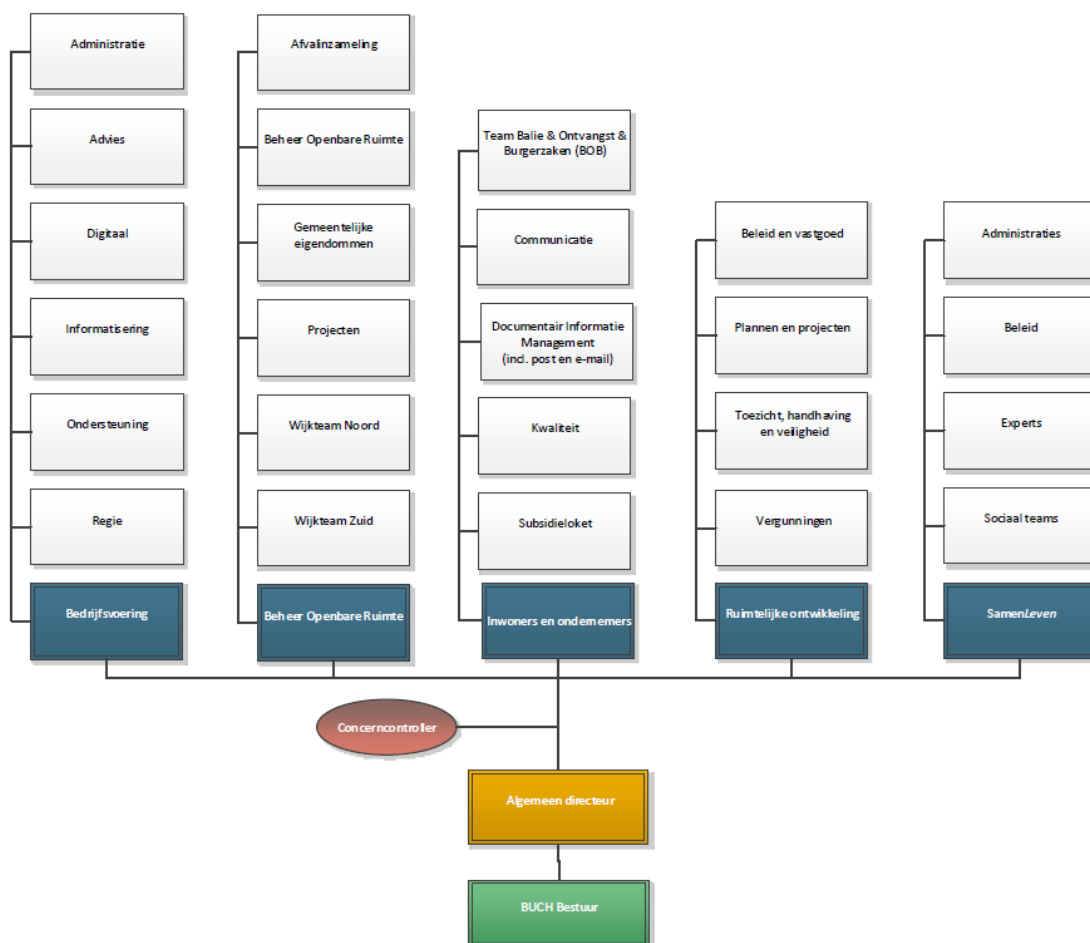 Administratie
Advies
Digitaal
Informatisering
Ondersteuning
Regie
Bedrijfsvoering
Afvalinzameling
Beheer Openbare Ruimte
Gemeentelijke
eigendommen
Projecten
Wijkteam Noord
Wijkteam Zuid
Beheer Openbare Ruimte
Team Balie & Ontvangst &
Burgerzaken (BOB)
Communicatie
Documentair Informatie
Management
(incl. post en e-mail)
Kwaliteit
Subsidieloket
Inwoners en ondernemers
Beleid en vastgoed
Plannen en projecten
Toezicht, handhaving
en veiligheid
Vergunningen
Ruimtelijke ontwikkeling
Administraties
Beleid
Experts
Sociaal teams
SamenLeven
Concerncontroller
Algemeen directeur
BUCH Bestuur